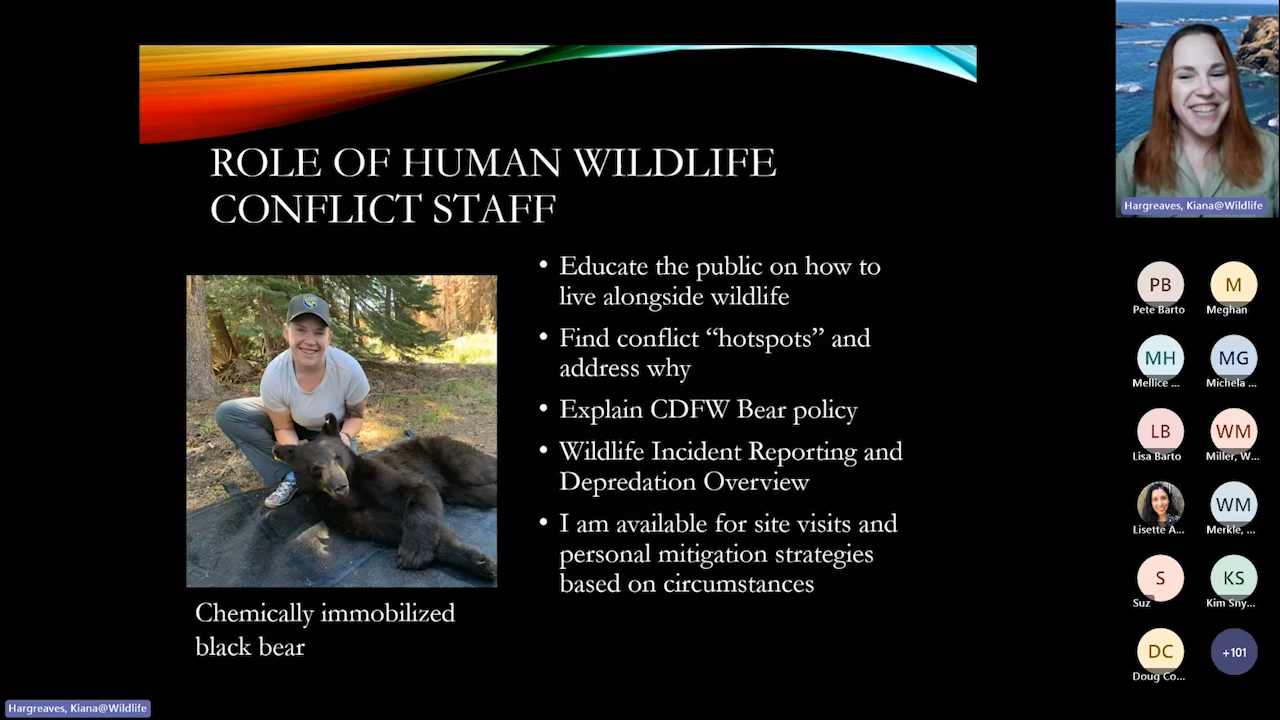 ROLE OF HUMAN WILDLIFE
CONFLICT STAFF
• Educate the public on how to
live alongside wildlife
• Find conflict “hotspots” and
address why
• Explain CDFW Bear policy
• Wildlife Incident Reporting and
Depredation Overview
• I am available for site visits and
personal mitigation strategies
based on circumstances
Chemically immobilized
black bear
Hargreaves, Kiana@Wildlife
Hargreaves, Kiana@Wildlife
PB
Pete Barto
M
Meghan
MH
Mellice ...
MG
Michela ...
LB
Lisa Barto
WM
Miller, W...
Lisette A...
WM
Merkle, ...
S
Suz
KS
Kim Sny...
DC
Doug Co...
+101